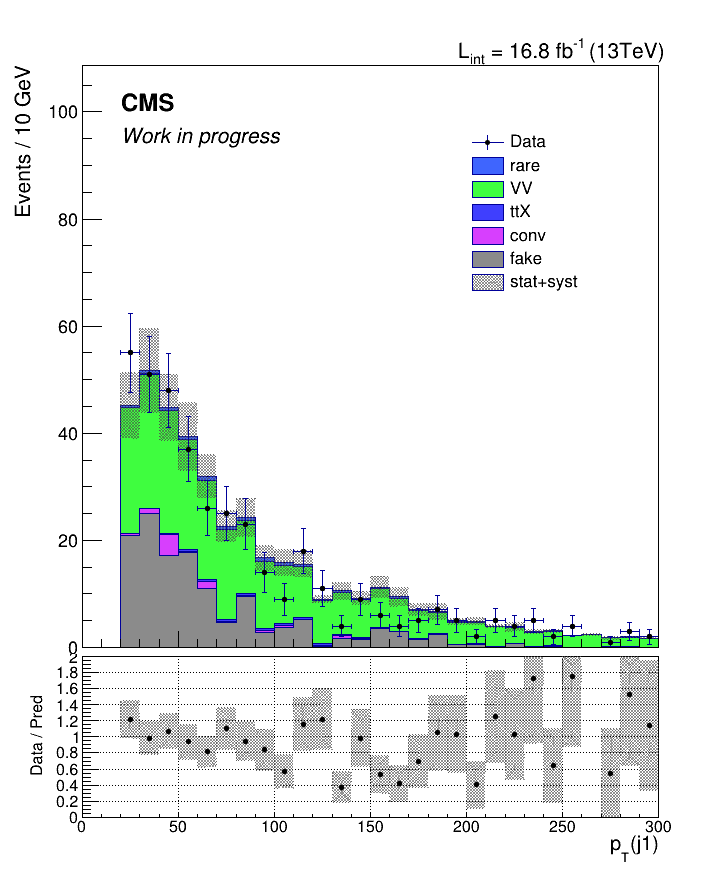 L_int = 16.8 fb^-1 (13TeV)
Events / 10 GeV
CMS
Work in progress
Data
rare
VV
ttX
conv
fake
stat+syst
100
80
60
40
20
0
Data / Pred
2
1.8
1.6
1.4
1.2
1
0.8
0.6
0.4
0.2
0
0 50 100 150 200 250 300
p_T(j1)